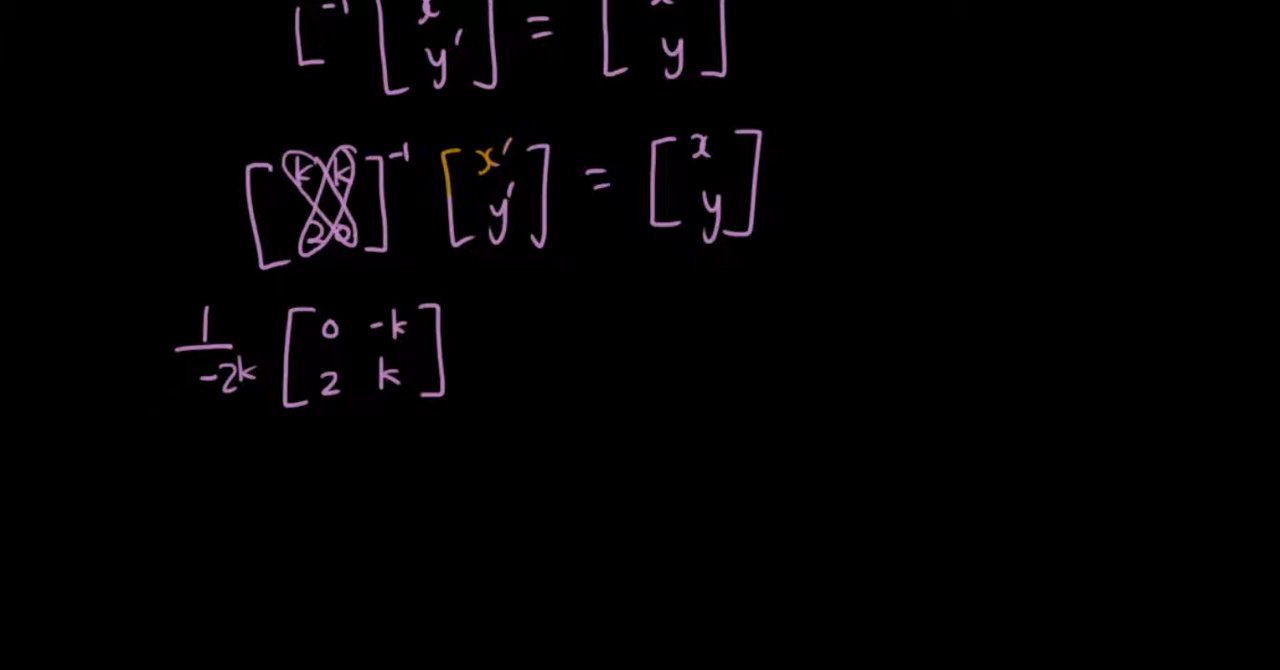 [ ⁻¹ [x y'] = [x y]
[k k; 2 0]⁻¹ [x' y'] = [x y]
1/-2k [0 -k; 2 k]